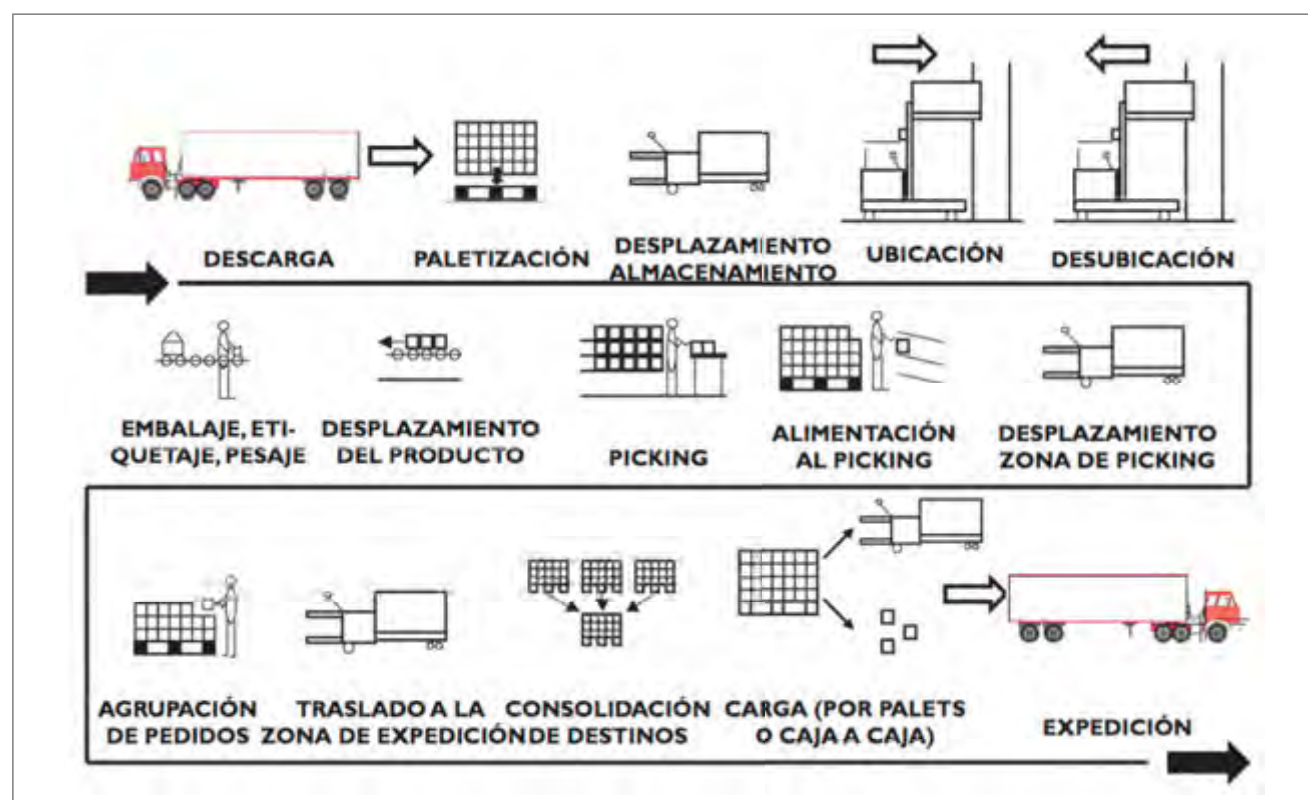 DESCARGA
PALETIZACIÓN
DESPLAZAMIENTO
ALMACENAMIENTO
UBICACIÓN
DESUBICACIÓN
EMBALAJE, ETI-
QUETAJE, PESAJE
DESPLAZAMIENTO
DEL PRODUCTO
PICKING
ALIMENTACIÓN
AL PICKING
DESPLAZAMIENTO
ZONA DE PICKING
AGRUPACIÓN
DE PEDIDOS
TRASLADO A LA
ZONA DE EXPEDICIÓN
CONSOLIDACIÓN
DE DESTINOS
CARGA (POR PALETS
O CAJA A CAJA)
EXPEDICIÓN